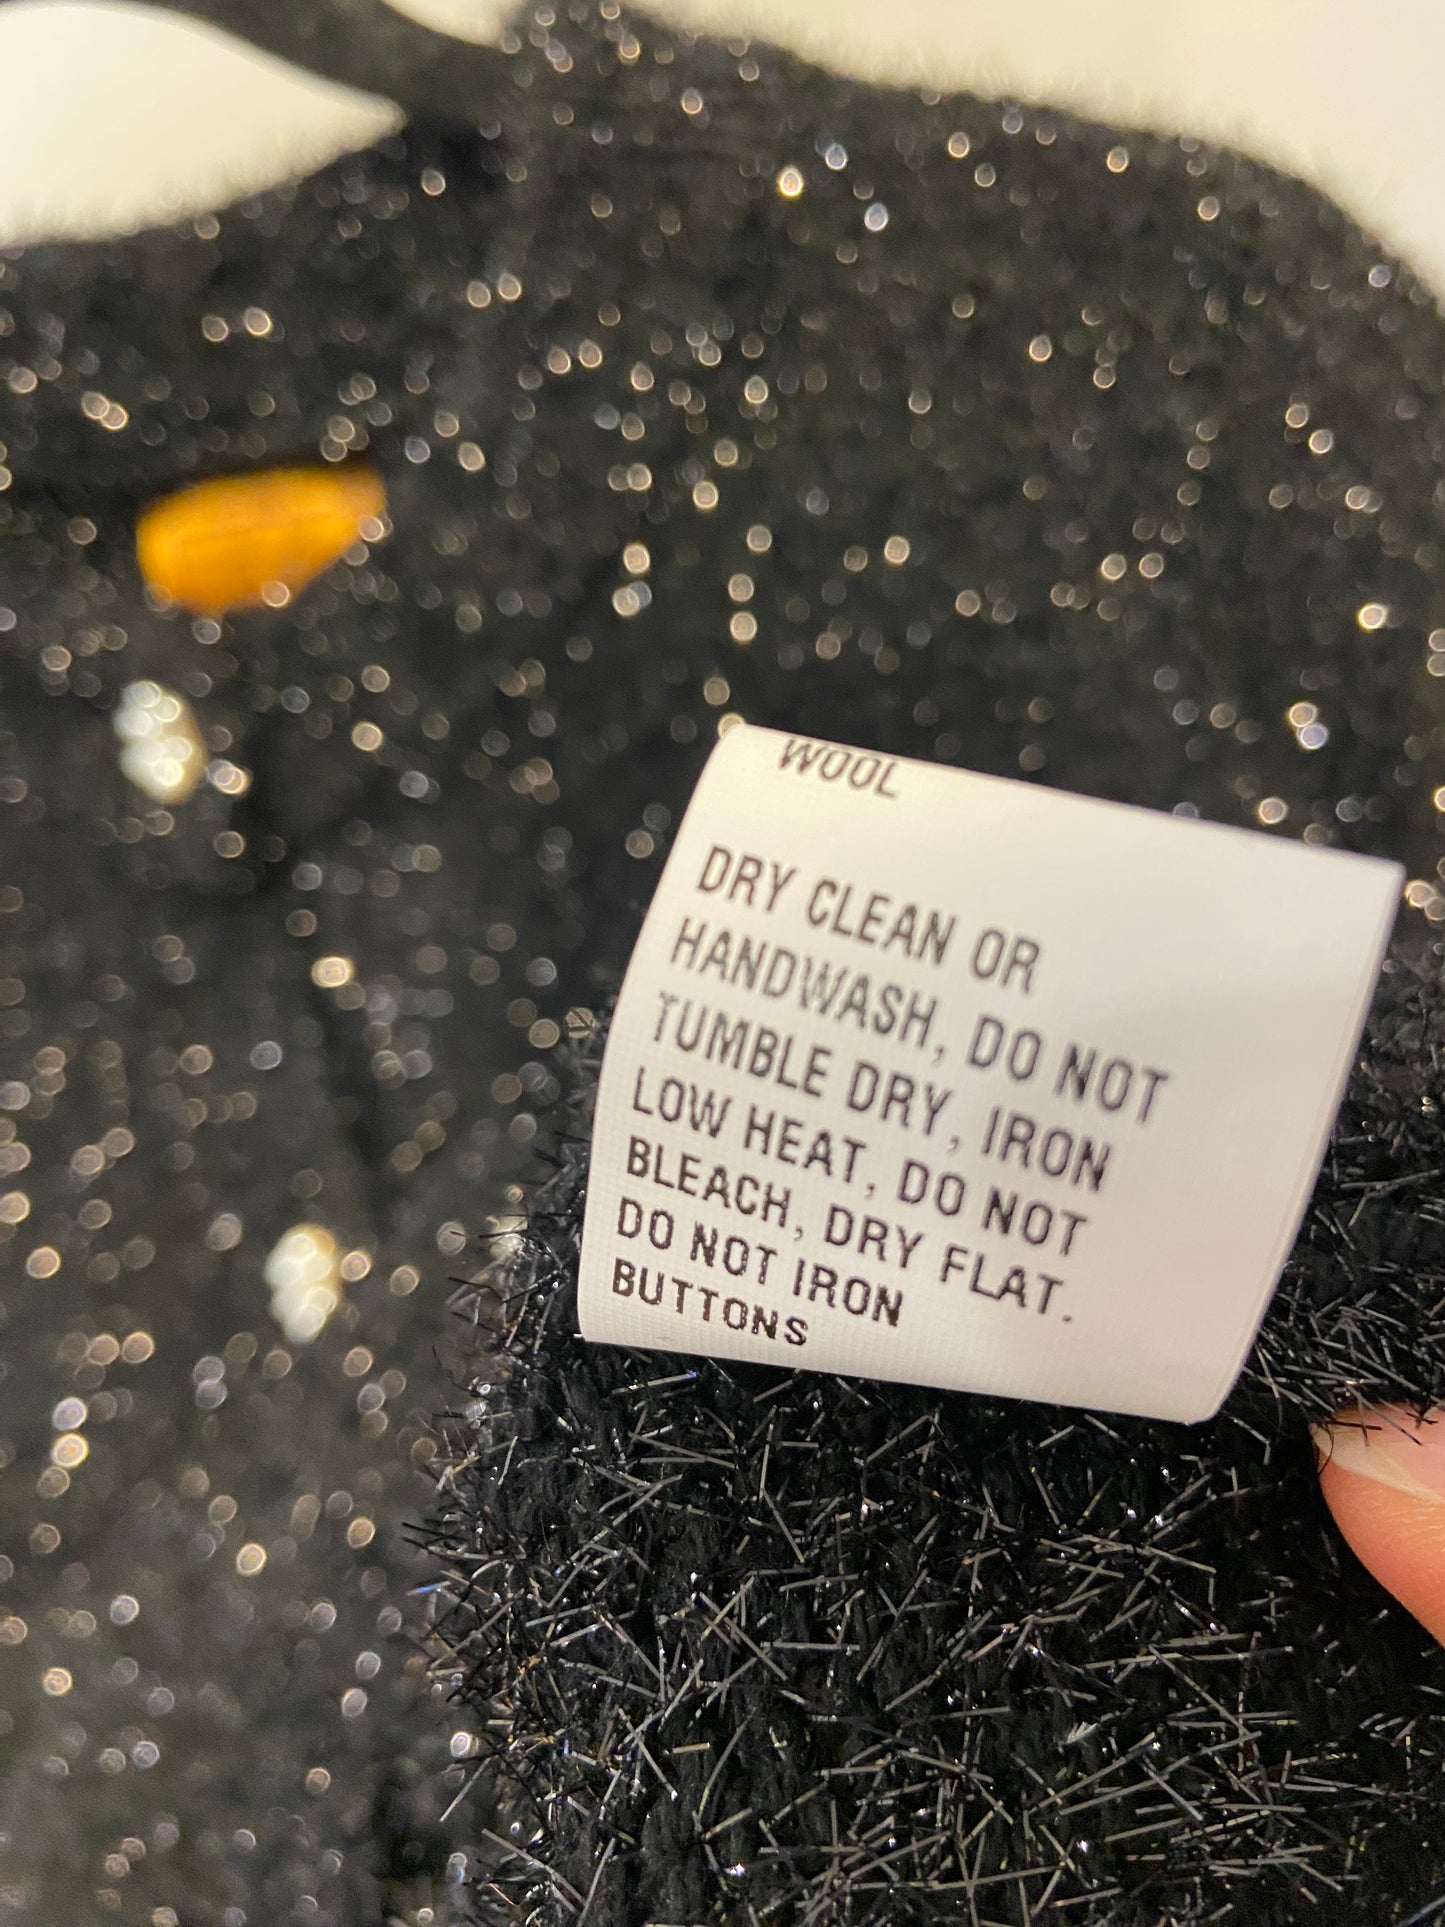 WOOL
DRY CLEAN OR
HANDWASH, DO NOT
TUMBLE DRY, IRON
LOW HEAT, DO NOT
BLEACH, DRY FLAT.
DO NOT IRON
BUTTONS